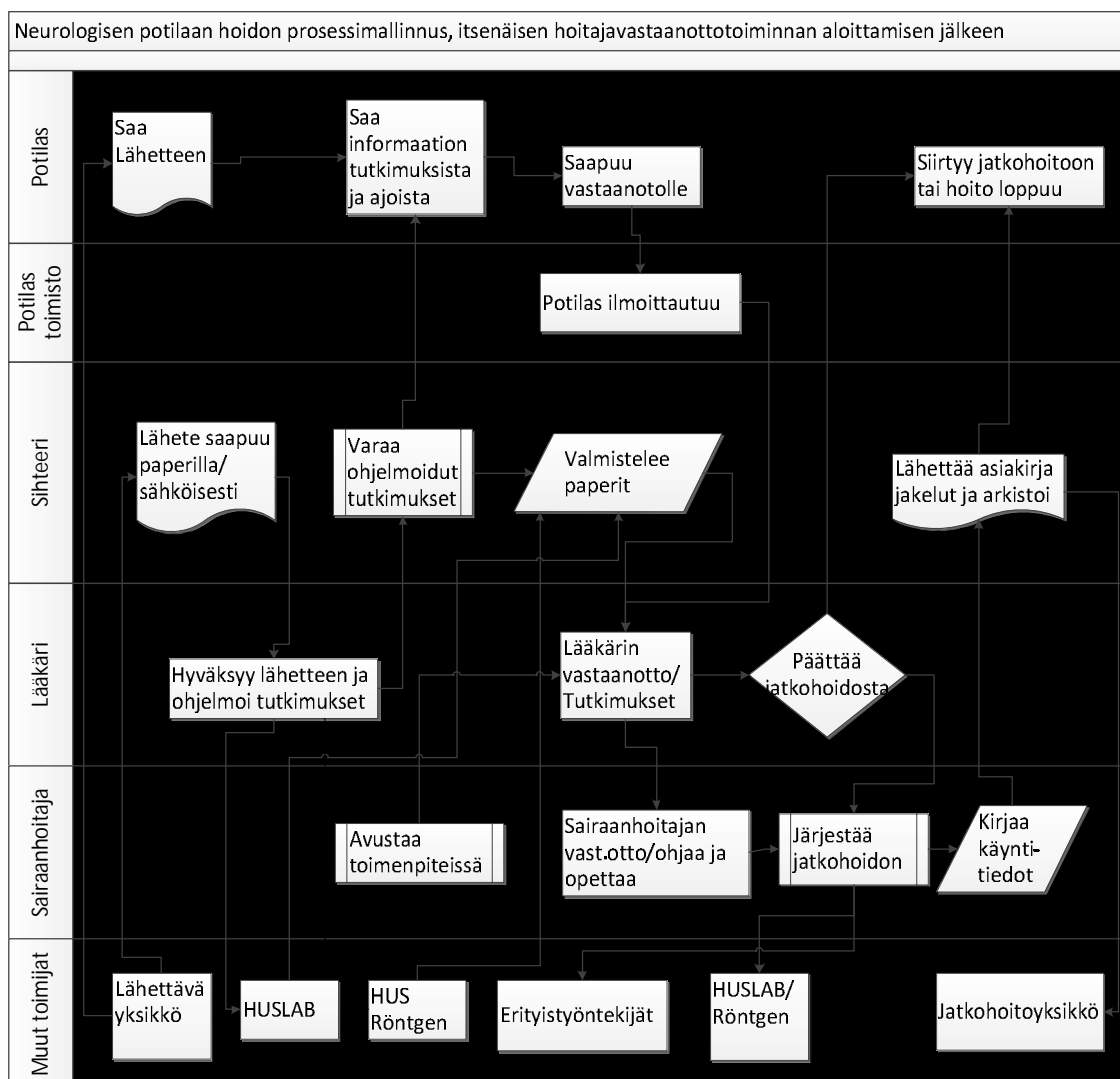 Neurologisen potilaan hoidon prosessimallinnus, itsenäisen hoitajavastaanottotoiminnan aloittamisen jälkeen
Potilas
Saa
Lähetteen
Saa
informaation
tutkimuksista
ja ajoista
Saapuu
vastaanotolle
Siirtyy jatkohoitoon
tai hoito loppuu
Potilas
toimisto
Potilas ilmoittautuu
Sihteeri
Lähete saapuu
paperilla/
sähköisesti
Varaa
ohjelmoidut
tutkimukset
Valmistelee
paperit
Lähettää asiakirja
jakelut ja arkistoi
Lääkäri
Hyväksyy lähetteen ja
ohjelmoi tutkimukset
Lääkärin
vastaanotto/
Tutkimukset
Päättää
jatkohoidosta
Sairaanhoitaja
Avustaa
toimenpiteissä
Sairaanhoitajan
vast.otto/ohjaa ja
opettaa
Järjestää
jatkohoidon
Kirjaa
käynti-
tiedot
Muut toimijat
Lähettävä
yksikkö
HUSLAB
HUS
Röntgen
Erityistyöntekijät
HUSLAB/
Röntgen
Jatkohoitoyksikkö